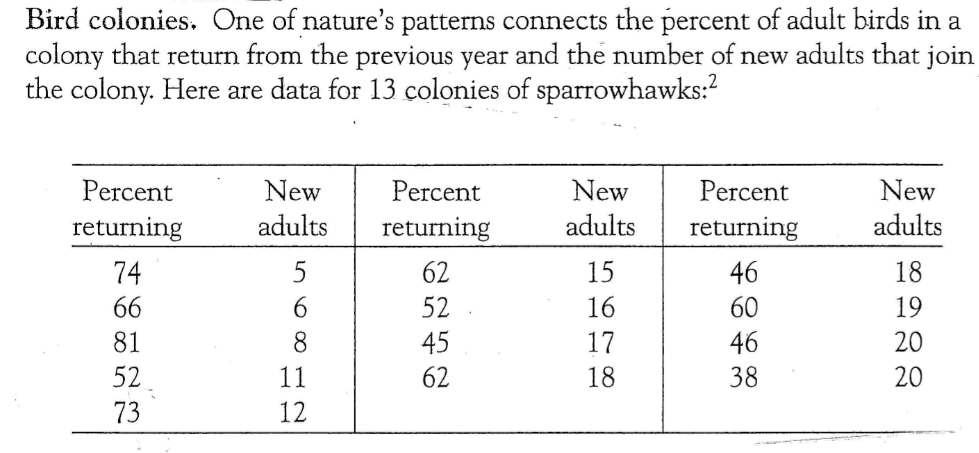 Bird colonies. One of nature's patterns connects the percent of adult birds in a
colony that return from the previous year and the number of new adults that join
the colony. Here are data for 13 colonies of sparrowhawks:²
Percent New Percent New Percent New
returning adults returning adults returning adults
74 5 62 15 46 18
66 6 52 16 60 19
81 8 45 17 46 20
52 11 62 18 38 20
73 12